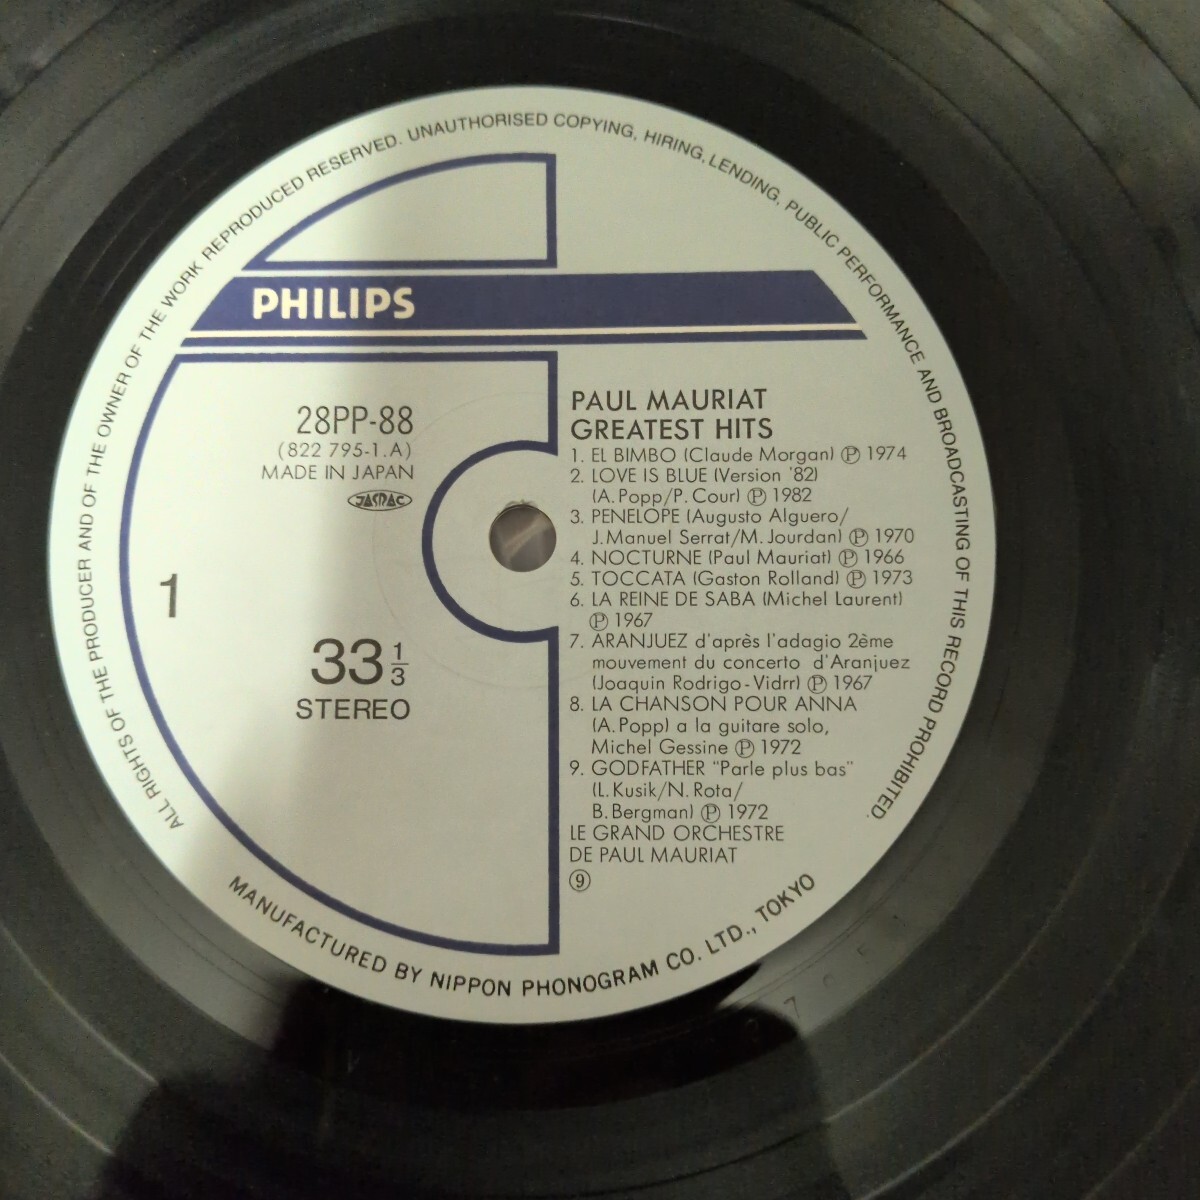 ALL RIGHTS OF THE PRODUCER AND OF THE OWNER OF THE WORK REPRODUCED RESERVED. UNAUTHORISED COPYING, HIRING, LENDING, PUBLIC PERFORMANCE AND BROADCASTING OF THIS RECORD PROHIBITED.
PHILIPS
28PP-88
(822 795-1.A)
MADE IN JAPAN
JASRAC
1
33 1/3
STEREO
PAUL MAURIAT
GREATEST HITS
1. EL BIMBO (Claude Morgan) Ⓟ 1974
2. LOVE IS BLUE (Version '82)
(A. Popp/P. Cour) Ⓟ 1982
3. PENELOPE (Augusto Alguero/
J. Manuel Serrat/M. Jourdan) Ⓟ 1970
4. NOCTURNE (Paul Mauriat) Ⓟ 1966
5. TOCCATA (Gaston Rolland) Ⓟ 1973
6. LA REINE DE SABA (Michel Laurent)
Ⓟ 1967
7. ARANJUEZ d'après l'adagio 2ème
mouvement du concerto d'Aranjuez
(Joaquin Rodrigo-Vidrr) Ⓟ 1967
8. LA CHANSON POUR ANNA
(A. Popp) a la guitare solo,
Michel Gessine Ⓟ 1972
9. GODFATHER "Parle plus bas"
(L. Kusik/N. Rota/
B. Bergman) Ⓟ 1972
LE GRAND ORCHESTRE
DE PAUL MAURIAT
⑨
MANUFACTURED BY NIPPON PHONOGRAM CO. LTD., TOKYO